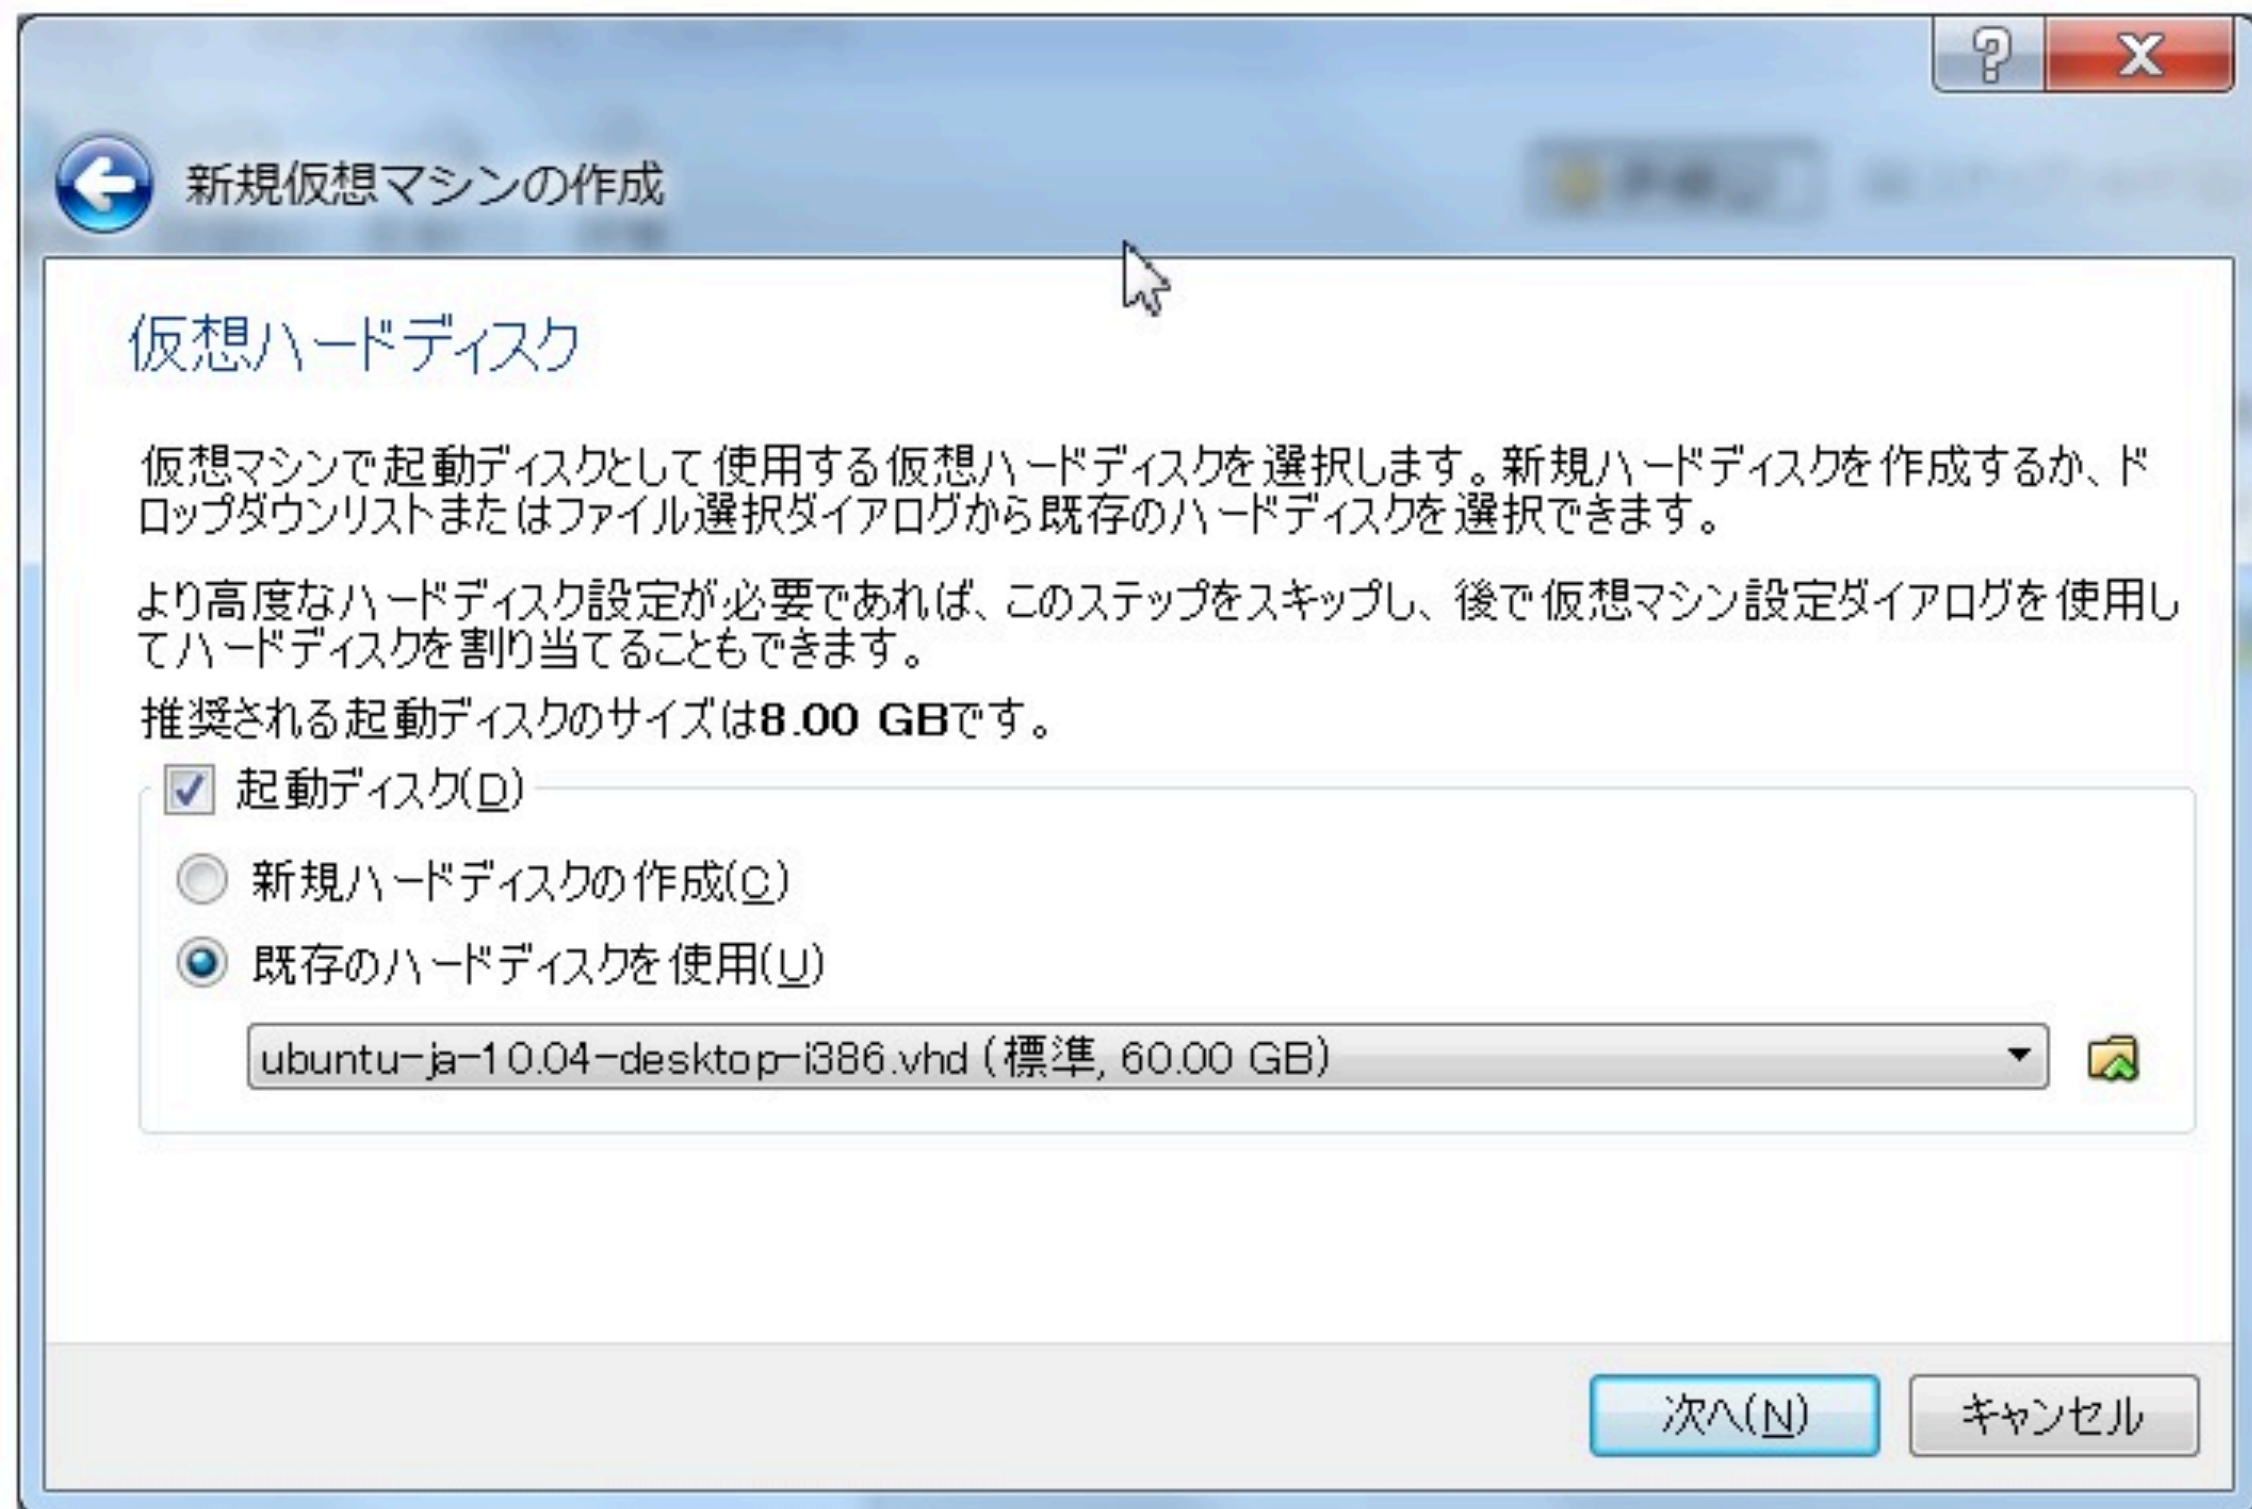 新規仮想マシンの作成
仮想ハードディスク
仮想マシンで起動ディスクとして使用する仮想ハードディスクを選択します。新規ハードディスクを作成するか、ド
ロップダウンリストまたはファイル選択ダイアログから既存のハードディスクを選択できます。
より高度なハードディスク設定が必要であれば、このステップをスキップし、後で仮想マシン設定ダイアログを使用し
てハードディスクを割り当てることもできます。
推奨される起動ディスクのサイズは8.00 GBです。
起動ディスク(D)
新規ハードディスクの作成(C)
既存のハードディスクを使用(U)
ubuntu-ja-10.04-desktop-i386.vhd (標準, 60.00 GB)
次へ(N) キャンセル